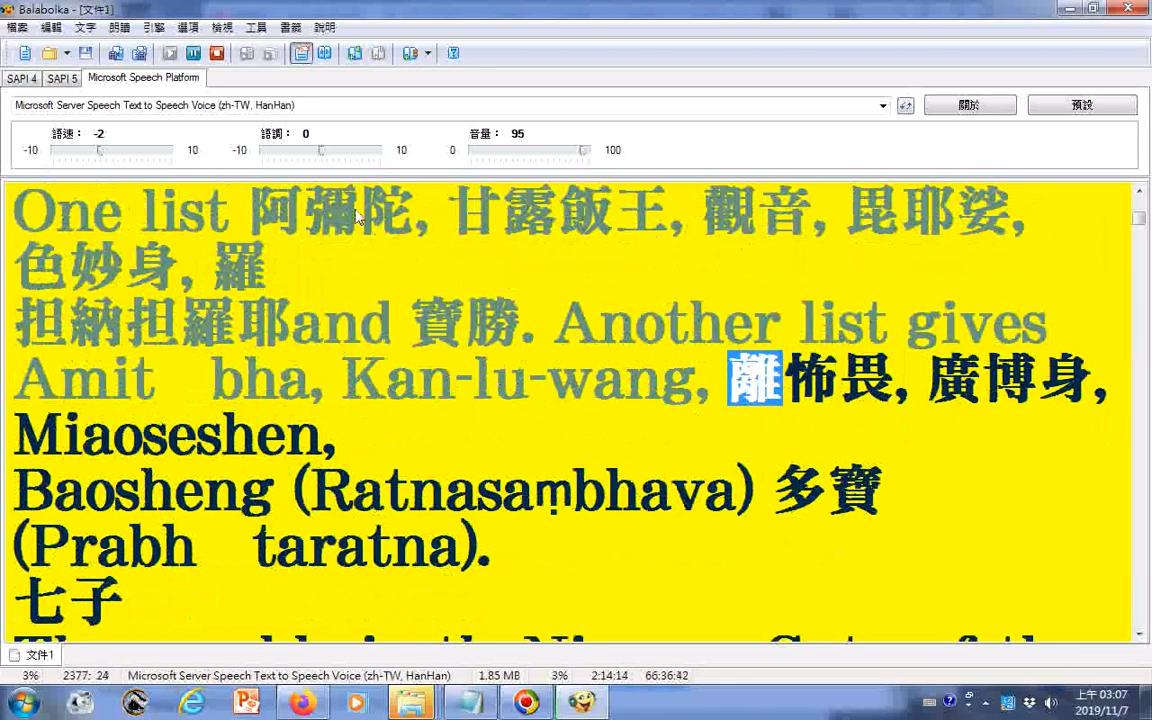 Balabolka - [文件1]
檔案 編輯 文字 朗讀 引擎 選項 檢視 工具 書籤 說明
SAPI 4 SAPI 5 Microsoft Speech Platform
Microsoft Server Speech Text to Speech Voice (zh-TW, HanHan) 關於 預設
語速: -2 語調: 0 音量: 95
-10 10 -10 10 0 100
One list 阿彌陀, 甘露飯王, 觀音, 毘耶娑,
色妙身, 羅
担納担羅耶and 寶勝. Another list gives
Amit bha, Kan-lu-wang, 離怖畏, 廣博身,
Miaoseshen,
Baosheng (Ratnasaṃbhava) 多寶
(Prabh taratna).
七子
文件1
3% 2377: 24 Microsoft Server Speech Text to Speech Voice (zh-TW, HanHan) 1.85 MB 3% 2:14:14 66:36:42
上午 03:07
2019/11/7